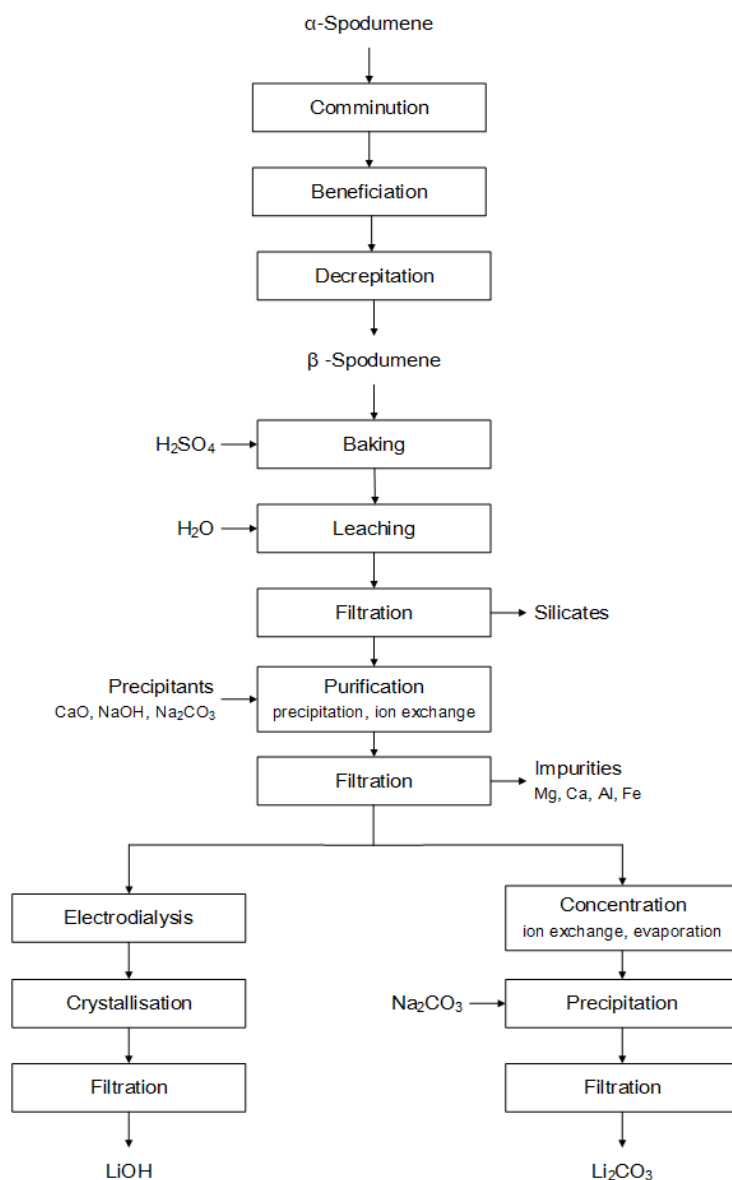 α-Spodumene
Comminution
Beneficiation
Decrepitation
β -Spodumene
H₂SO₄
Baking
H₂O
Leaching
Filtration
Silicates
Precipitants
CaO, NaOH, Na₂CO₃
Purification
precipitation, ion exchange
Filtration
Impurities
Mg, Ca, Al, Fe
Electrodialysis
Crystallisation
Filtration
LiOH
Concentration
ion exchange, evaporation
Na₂CO₃
Precipitation
Filtration
Li₂CO₃